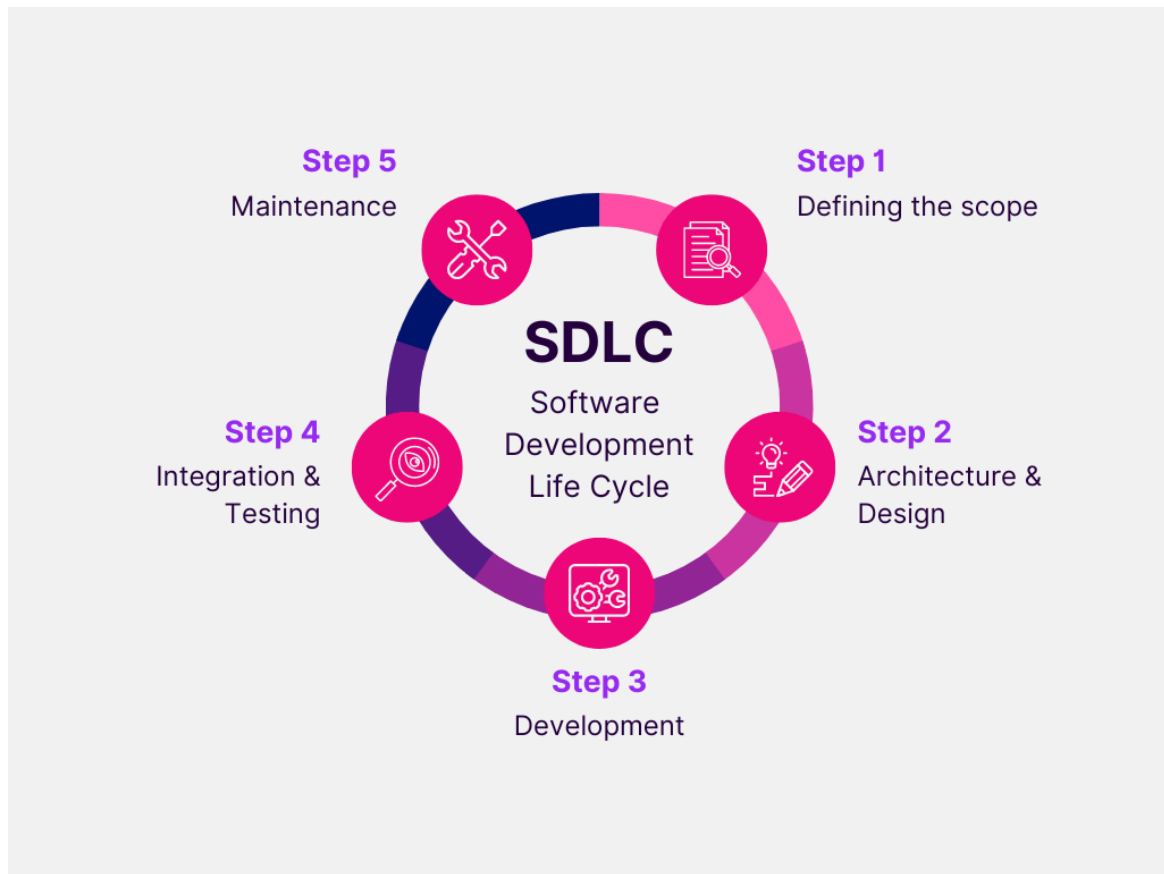 SDLC
Software
Development
Life Cycle
Step 1
Defining the scope
Step 2
Architecture &
Design
Step 3
Development
Step 4
Integration &
Testing
Step 5
Maintenance